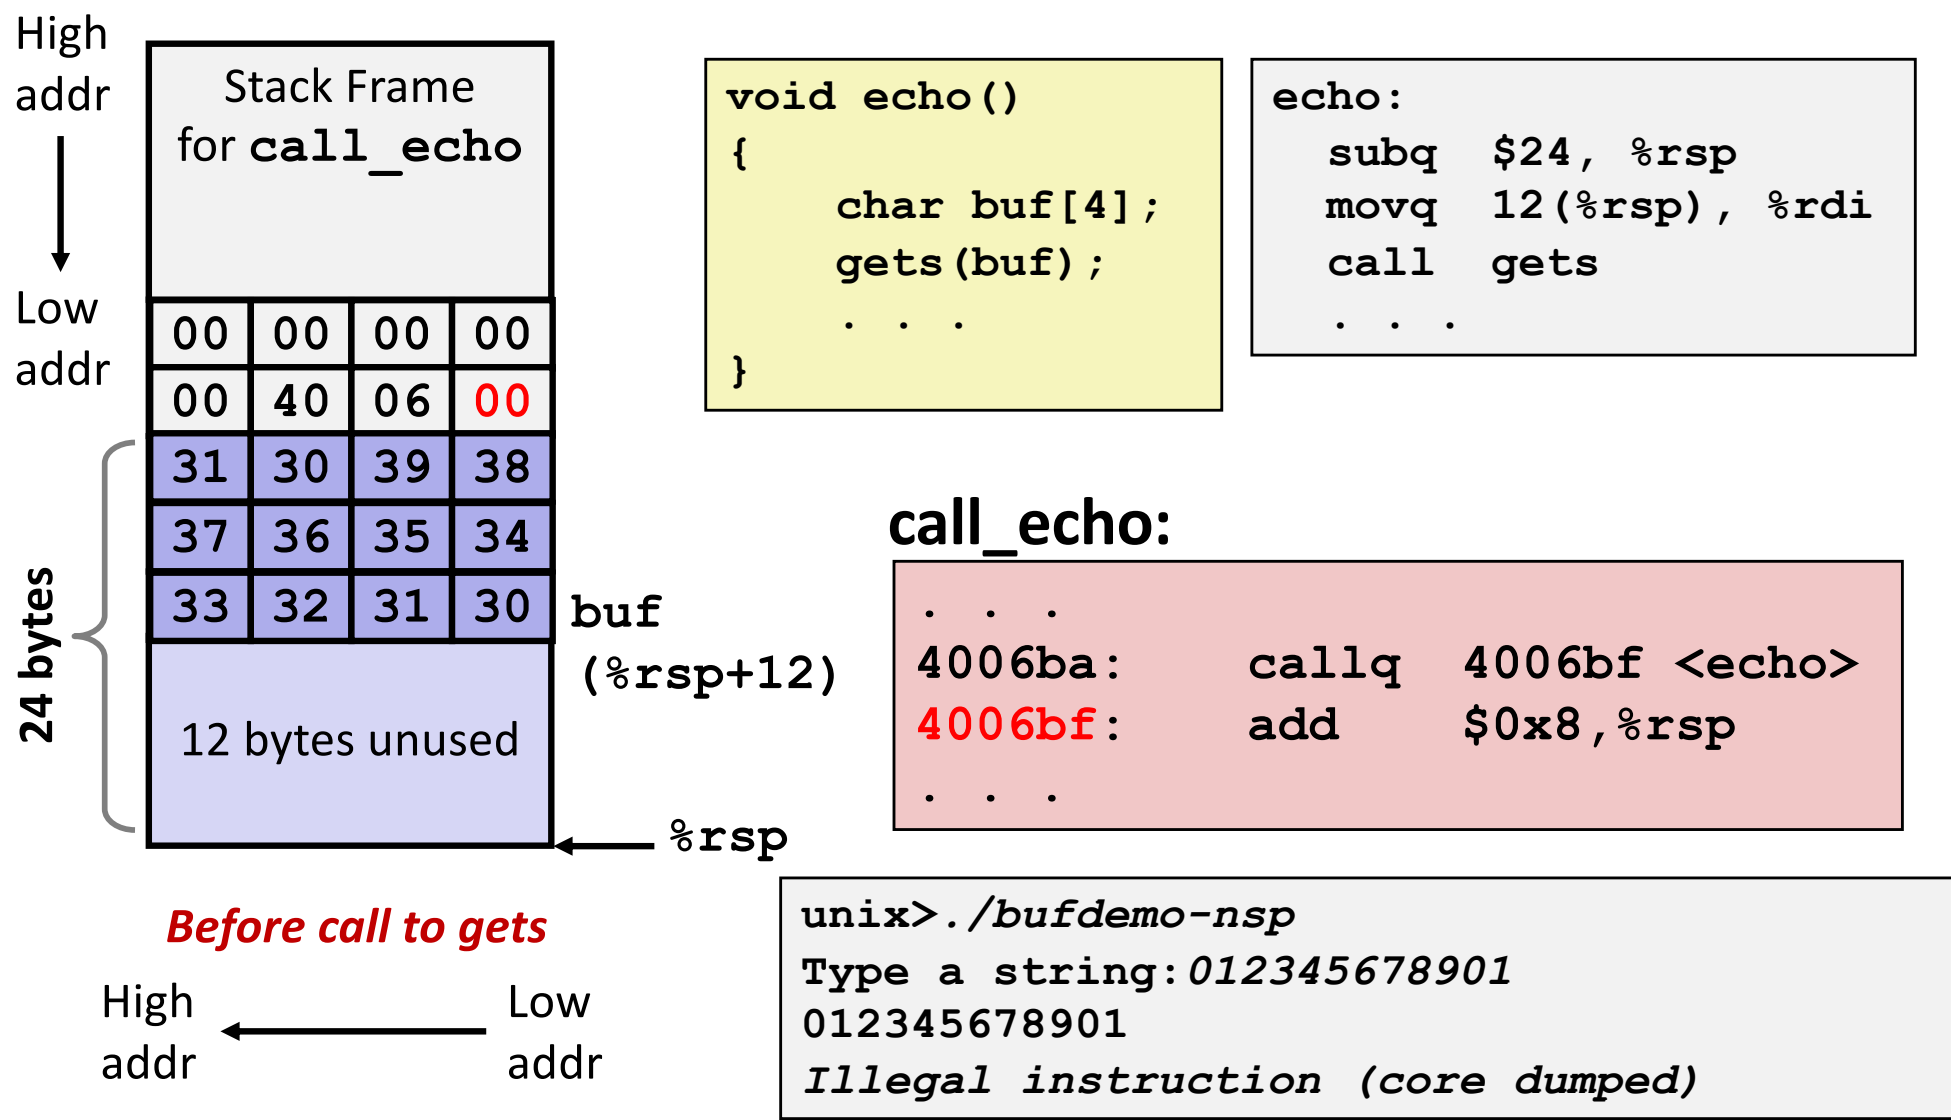 High
addr
Low
addr
Stack Frame
for call_echo
00 00 00 00
00 40 06 00
31 30 39 38
37 36 35 34
33 32 31 30
buf
(%rsp+12)
24 bytes
12 bytes unused
%rsp
Before call to gets
High
addr
Low
addr
void echo()
{
char buf[4];
gets(buf);
. . .
}
echo:
subq $24, %rsp
movq 12(%rsp), %rdi
call gets
. . .
call_echo:
. . .
4006ba: callq 4006bf <echo>
4006bf: add $0x8,%rsp
. . .
unix>./bufdemo-nsp
Type a string:012345678901
012345678901
Illegal instruction (core dumped)